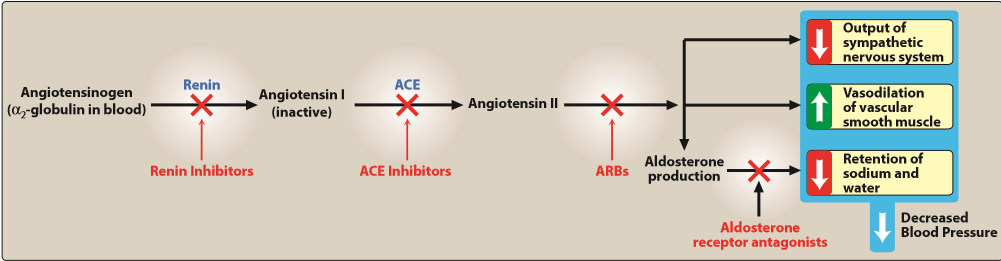 Angiotensinogen
(α₂-globulin in blood)
Renin
Renin Inhibitors
Angiotensin I
(inactive)
ACE
ACE Inhibitors
Angiotensin II
ARBs
Aldosterone
production
Aldosterone
receptor antagonists
Output of
sympathetic
nervous system
Vasodilation
of vascular
smooth muscle
Retention of
sodium and
water
Decreased
Blood Pressure